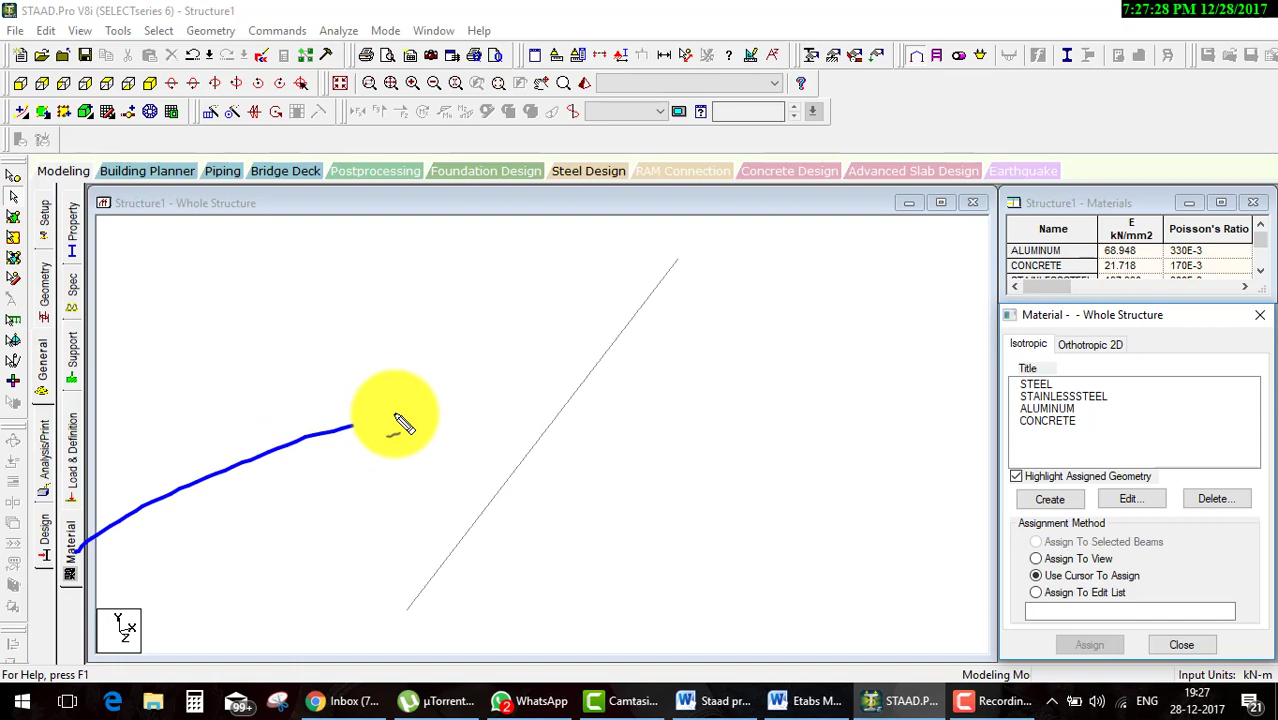 STAAD.Pro V8i (SELECTseries 6) - Structure1
7:27:28 PM 12/28/2017
File Edit View Tools Select Geometry Commands Analyze Mode Window Help
Modeling Building Planner Piping Bridge Deck Postprocessing Foundation Design Steel Design RAM Connection Concrete Design Advanced Slab Design Earthquake
Setup
Geometry
General
Analysis/Print
Design
Property
Spec
Support
Load & Definition
Material
Structure1 - Whole Structure
Y
X
Z
Structure1 - Materials
Name E kN/mm2 Poisson's Ratio
ALUMINUM 68.948 330E-3
CONCRETE 21.718 170E-3
Material - - Whole Structure
Isotropic Orthotropic 2D
Title
STEEL
STAINLESSSTEEL
ALUMINUM
CONCRETE
Highlight Assigned Geometry
Create Edit... Delete...
Assignment Method
Assign To Selected Beams
Assign To View
Use Cursor To Assign
Assign To Edit List
Assign Close
For Help, press F1
Modeling Mo
Input Units: kN-m
99+ Inbox (7... µTorrent... 2 WhatsApp Camtasi... Staad pr... Etabs M... STAAD.P... Recordin... ENG 19:27
28-12-2017